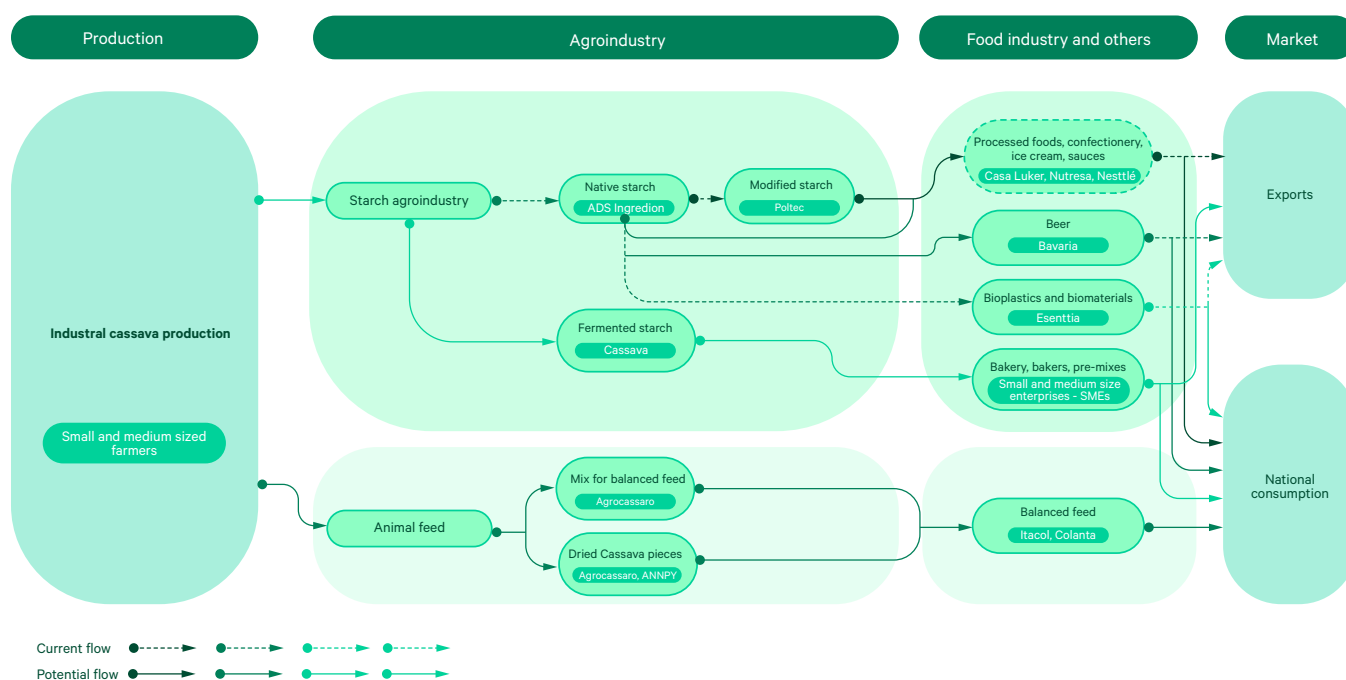 Production
Agroindustry
Food industry and others
Market
Industral cassava production
Small and medium sized
farmers
Starch agroindustry
Native starch
ADS Ingredion
Modified starch
Poltec
Fermented starch
Cassava
Processed foods, confectionery,
ice cream, sauces
Casa Luker, Nutresa, Nesttlé
Beer
Bavaria
Bioplastics and biomaterials
Esenttia
Bakery, bakers, pre-mixes
Small and medium size
enterprises - SMEs
Exports
Animal feed
Mix for balanced feed
Agrocassaro
Dried Cassava pieces
Agrocassaro, ANNPY
Balanced feed
Itacol, Colanta
National
consumption
Current flow
Potential flow